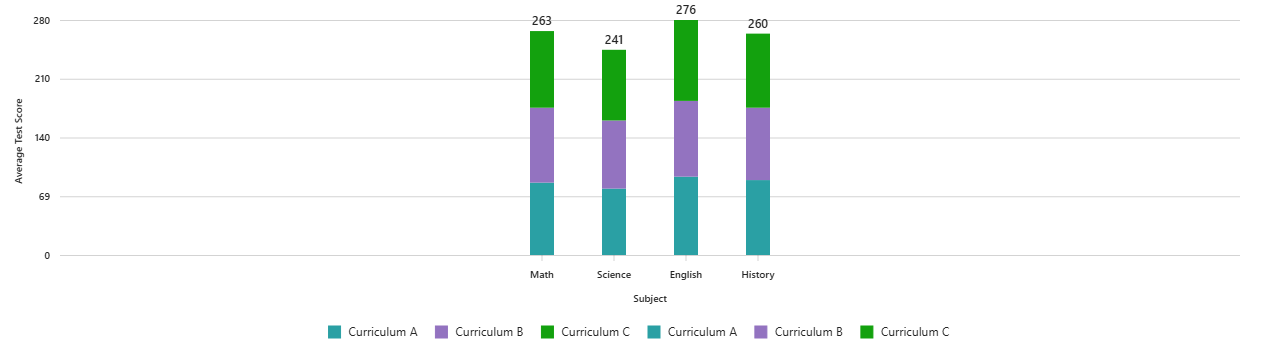 276
280
263
260
241
210
140
69
0
Average Test Score
Math Science English History
Subject
Curriculum A Curriculum B Curriculum C Curriculum A Curriculum B Curriculum C